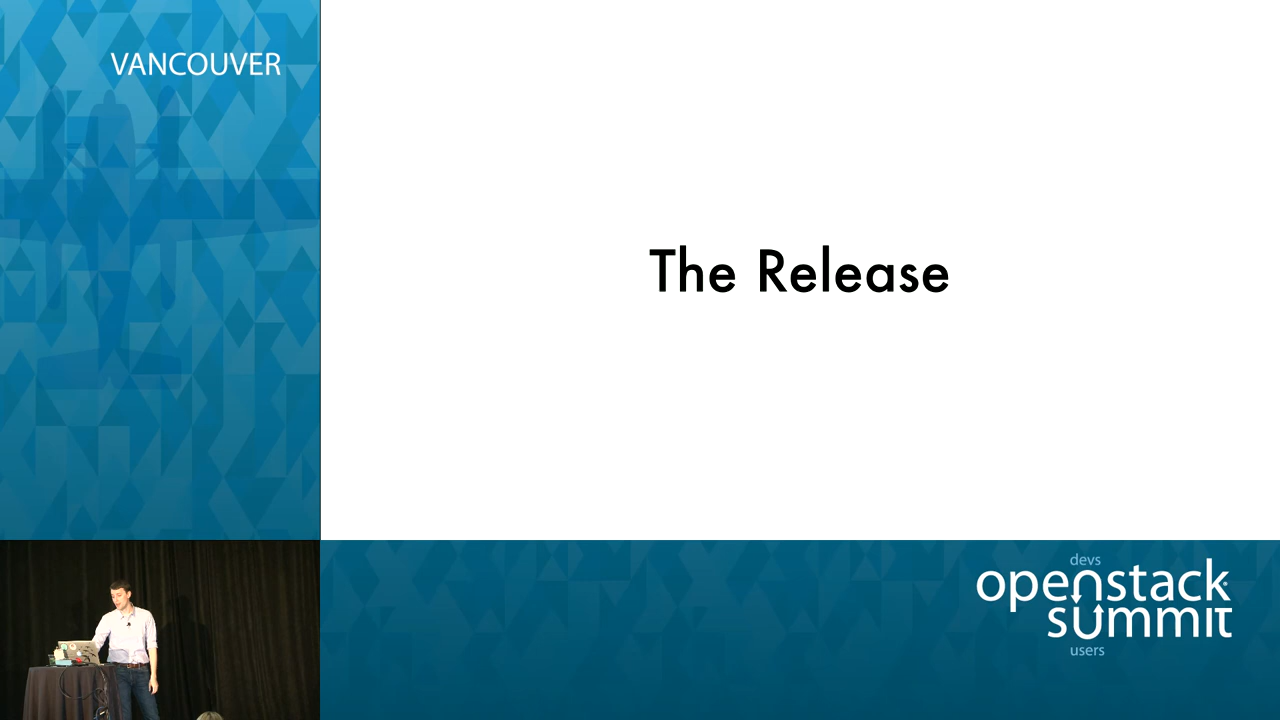 VANCOUVER
The Release
devs
openstack
summit
users